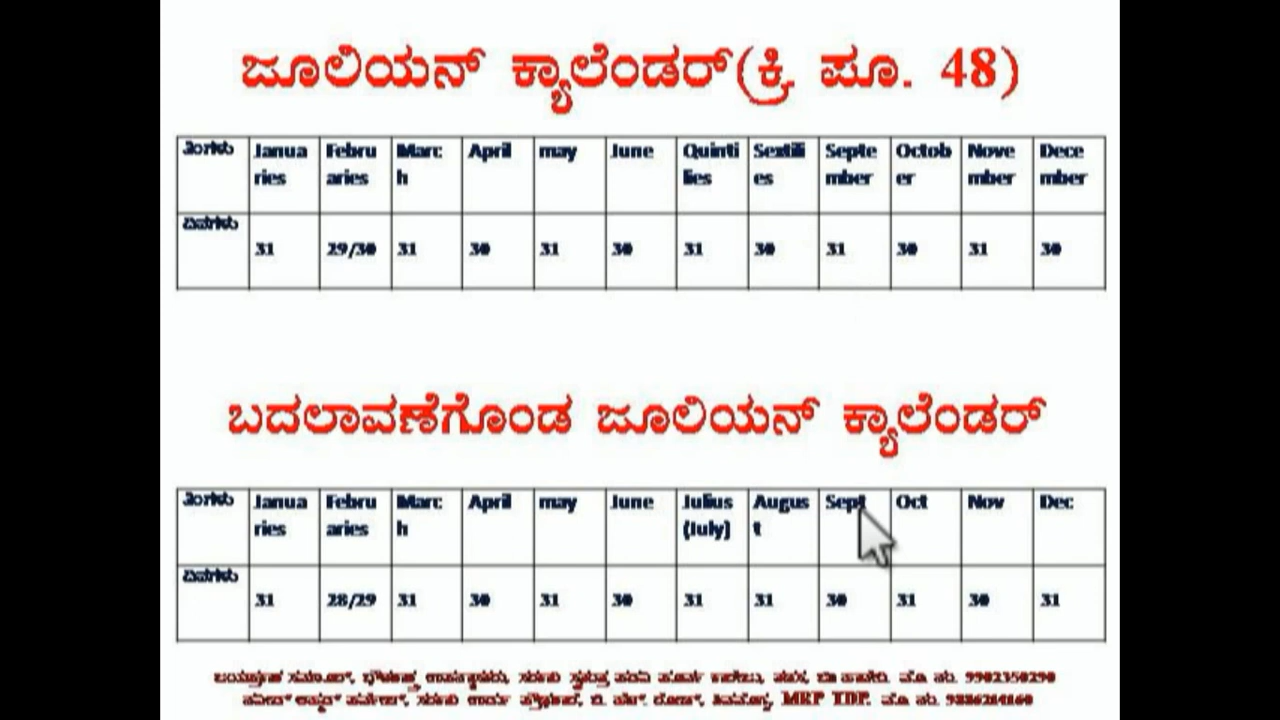 ಜೂಲಿಯನ್ ಕ್ಯಾಲೆಂಡರ್(ಕ್ರಿ ಪೂ. 48)
ತಿಂಗಳು Januaries Februaries March April may June Quintilies Sextilies September October November December
ದಿನಗಳು 31 29/30 31 30 31 30 31 30 31 30 31 30
ಬದಲಾವಣೆಗೊಂಡ ಜೂಲಿಯನ್ ಕ್ಯಾಲೆಂಡರ್
ತಿಂಗಳು Januaries Februaries March April may June Julius (July) August Sept Oct Nov Dec
ದಿನಗಳು 31 28/29 31 30 31 30 31 31 30 31 30 31